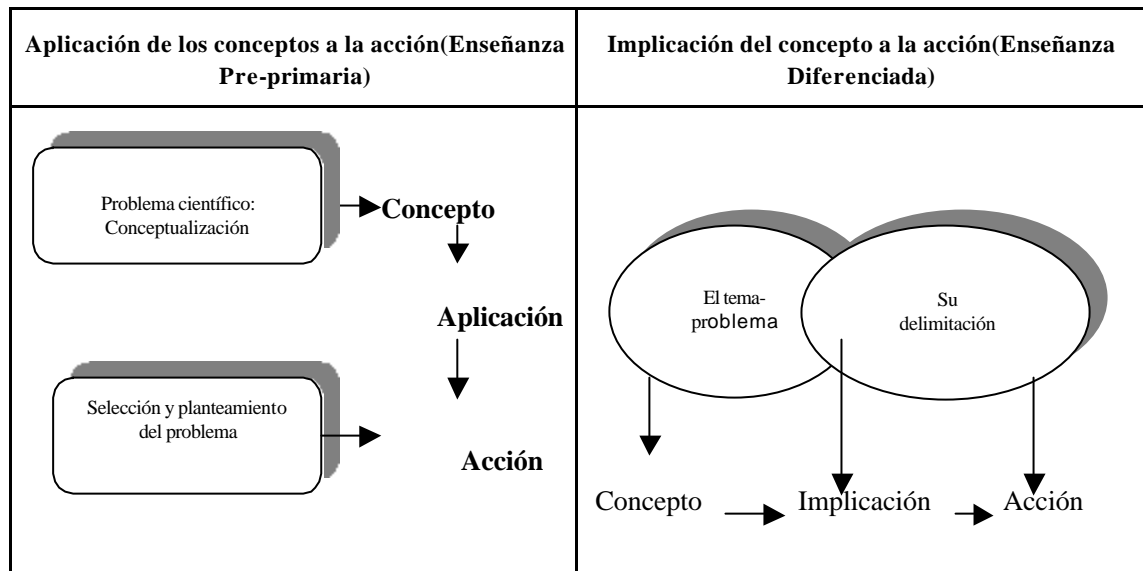 Aplicación de los conceptos a la acción(Enseñanza
Pre-primaria)
Implicación del concepto a la acción(Enseñanza
Diferenciada)
Problema científico:
Conceptualización
Concepto
Aplicación
Selección y planteamiento
del problema
Acción
El tema-
problema
Su
delimitación
Concepto
Implicación
Acción